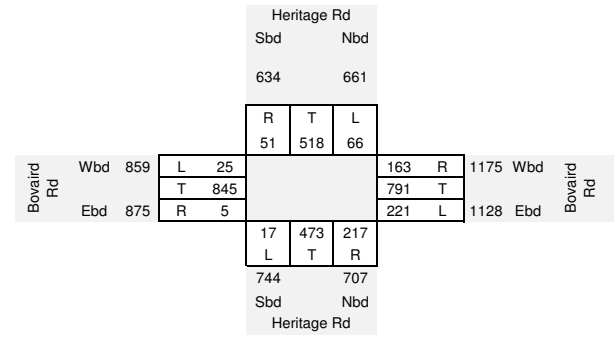 Heritage Rd
Sbd Nbd
634 661
R T L
51 518 66
Bovaird Rd Wbd 859 L 25 163 R 1175 Wbd Bovaird Rd
T 845 791 T
Ebd 875 R 5 221 L 1128 Ebd
17 473 217
L T R
744 707
Sbd Nbd
Heritage Rd